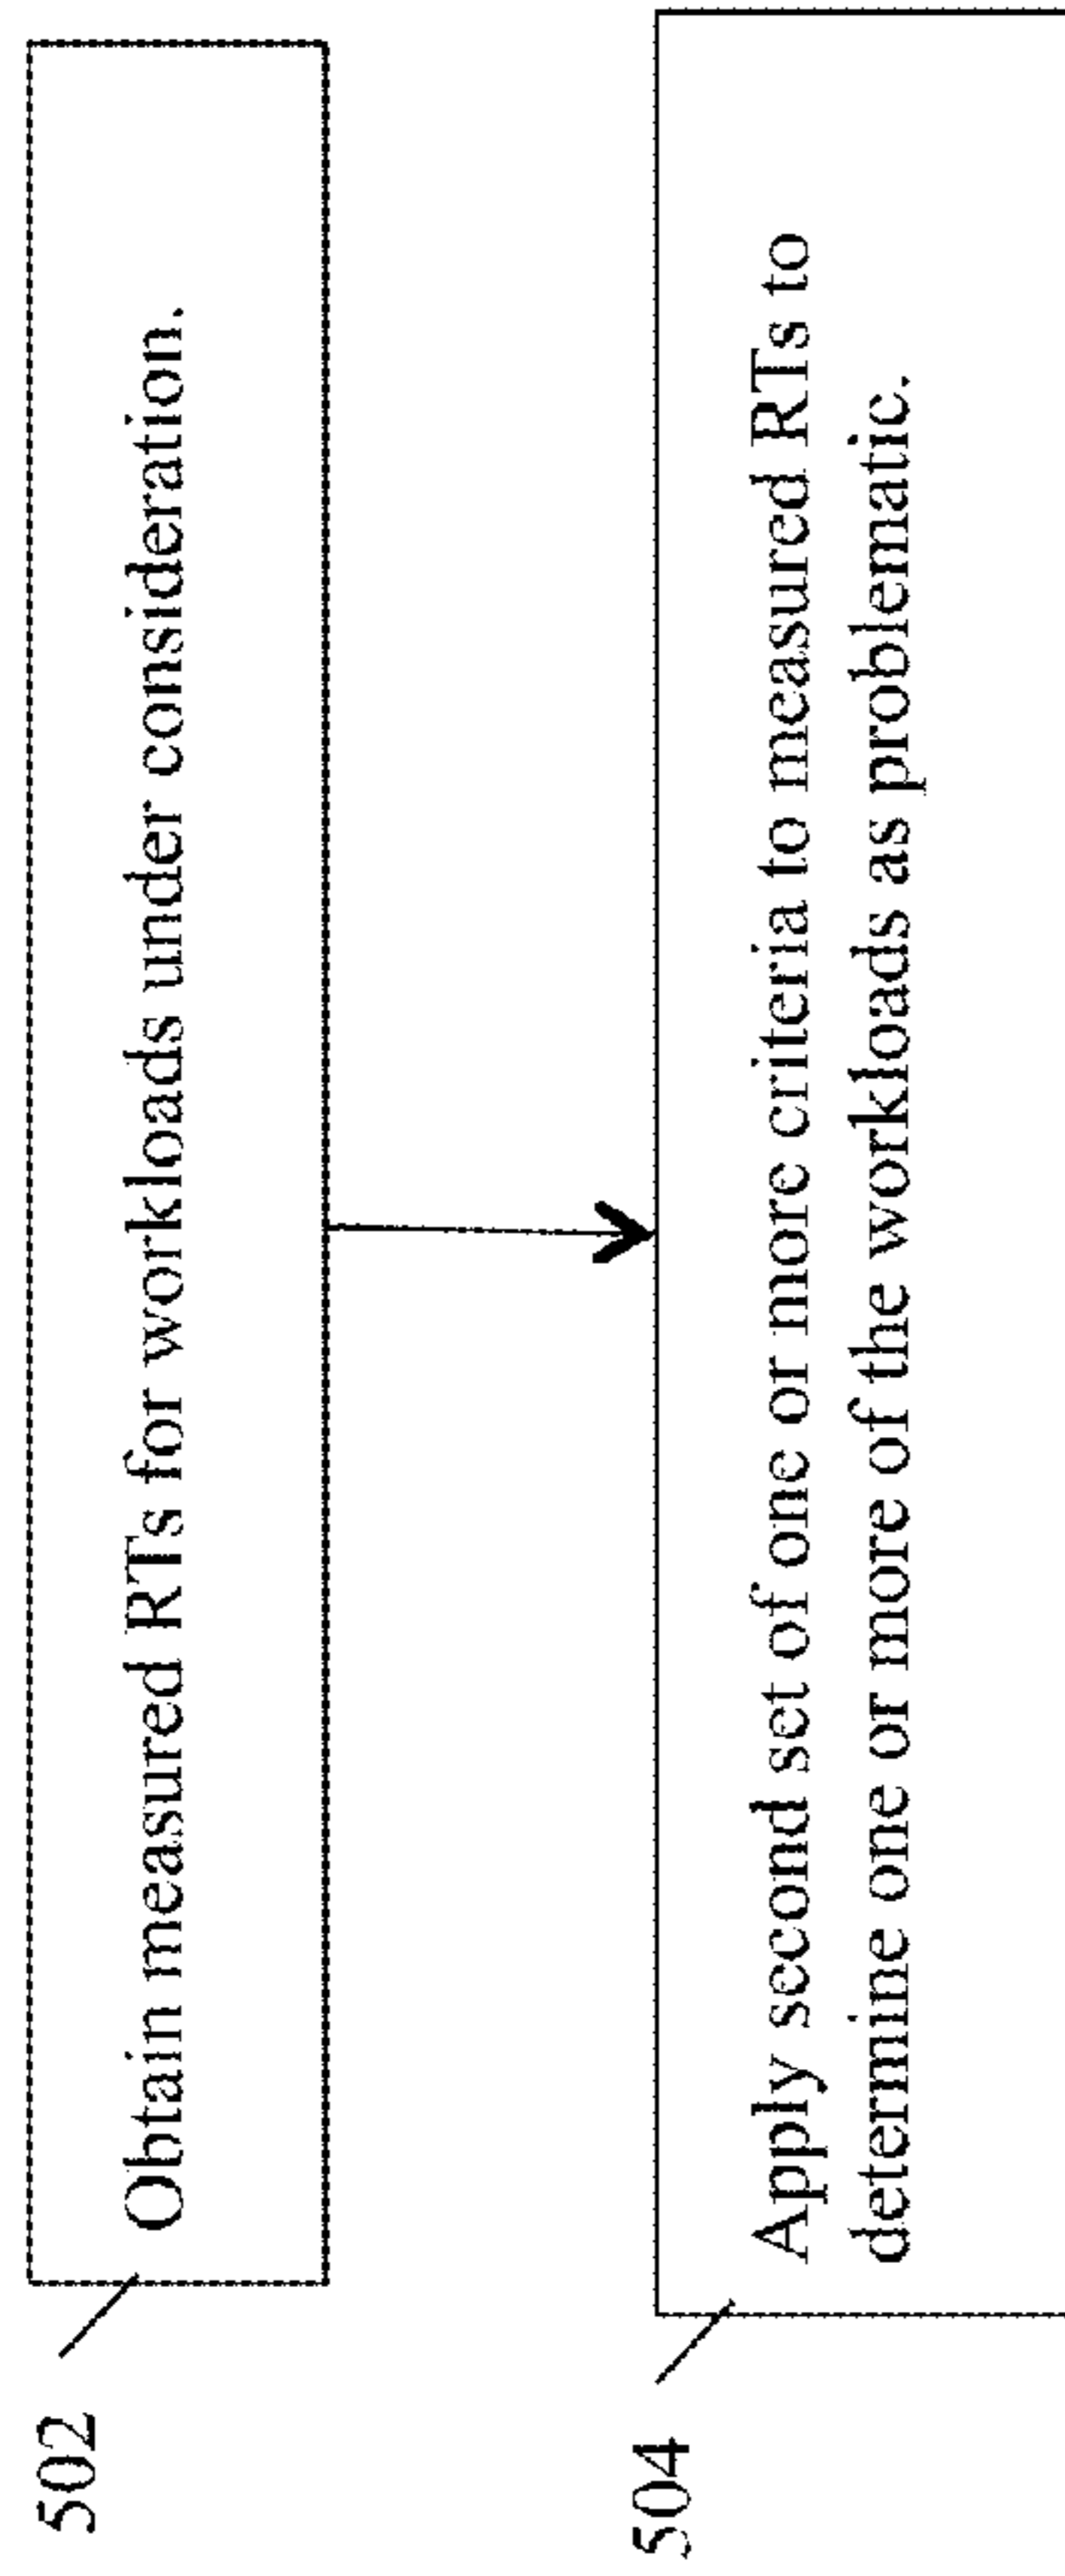 502
Obtain measured RTs for workloads under consideration.
504
Apply second set of one or more criteria to measured RTs to
determine one or more of the workloads as problematic.